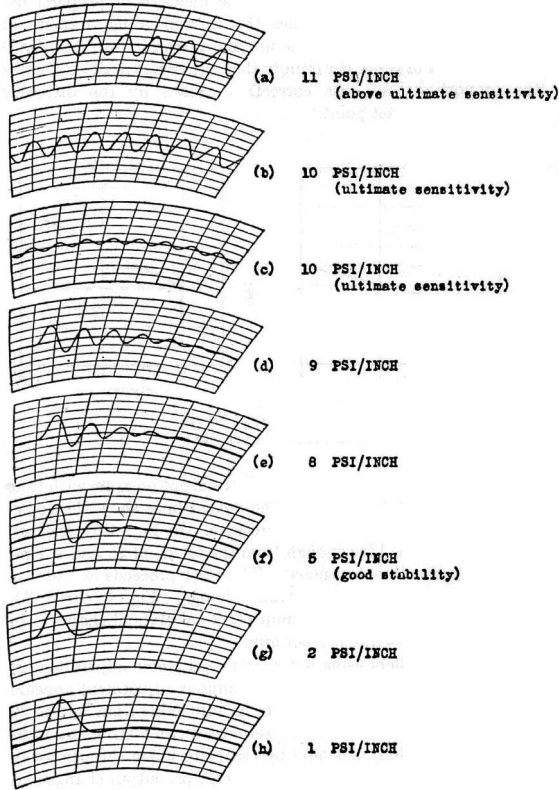 (a) 11 PSI/INCH
(above ultimate sensitivity)
(b) 10 PSI/INCH
(ultimate sensitivity)
(c) 10 PSI/INCH
(ultimate sensitivity)
(d) 9 PSI/INCH
(e) 8 PSI/INCH
(f) 5 PSI/INCH
(good stability)
(g) 2 PSI/INCH
(h) 1 PSI/INCH